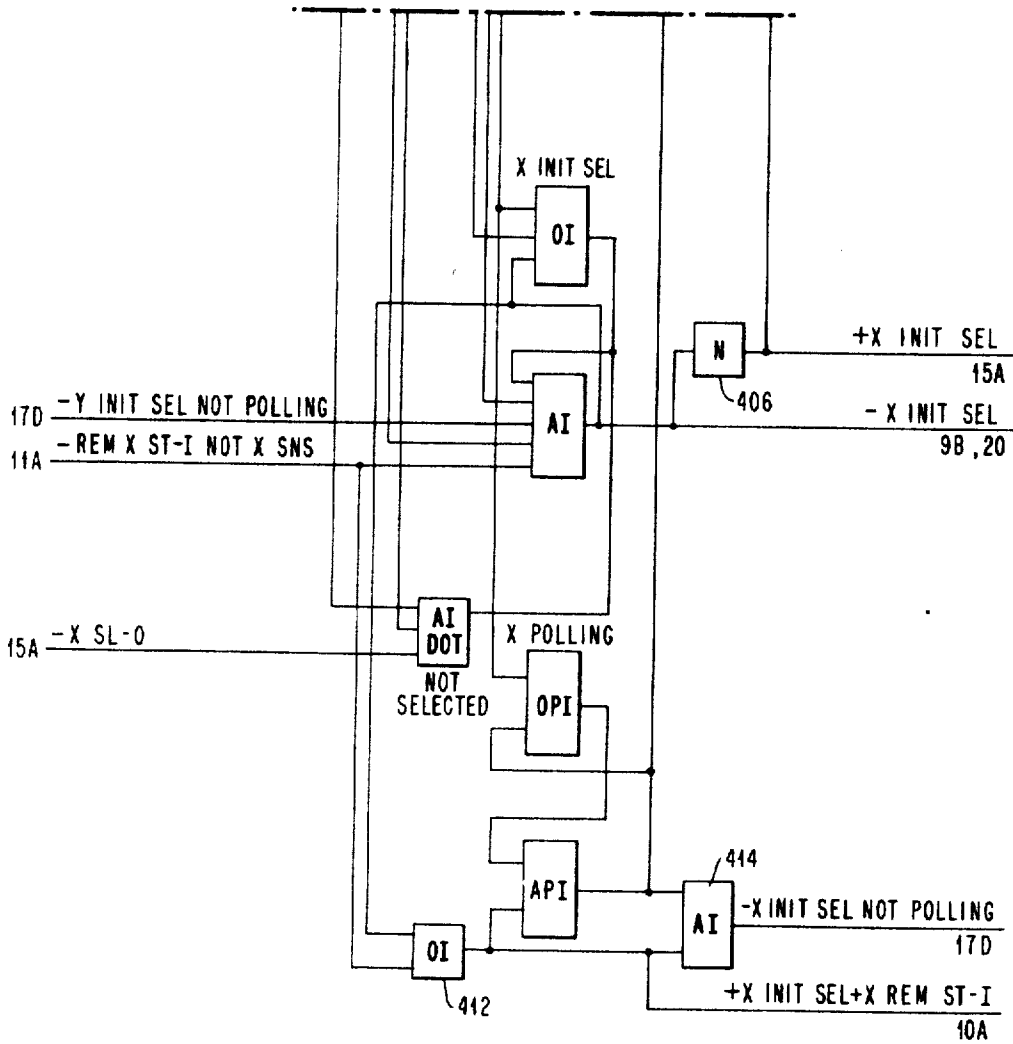 X INIT SEL
OI
N
406
+X INIT SEL
15A
17D
-Y INIT SEL NOT POLLING
AI
-X INIT SEL
9B,20
11A
-REM X ST-I NOT X SNS
15A
-X SL-O
AI
DOT
NOT
SELECTED
X POLLING
OPI
API
414
AI
-X INIT SEL NOT POLLING
17D
OI
412
+X INIT SEL+X REM ST-I
10A